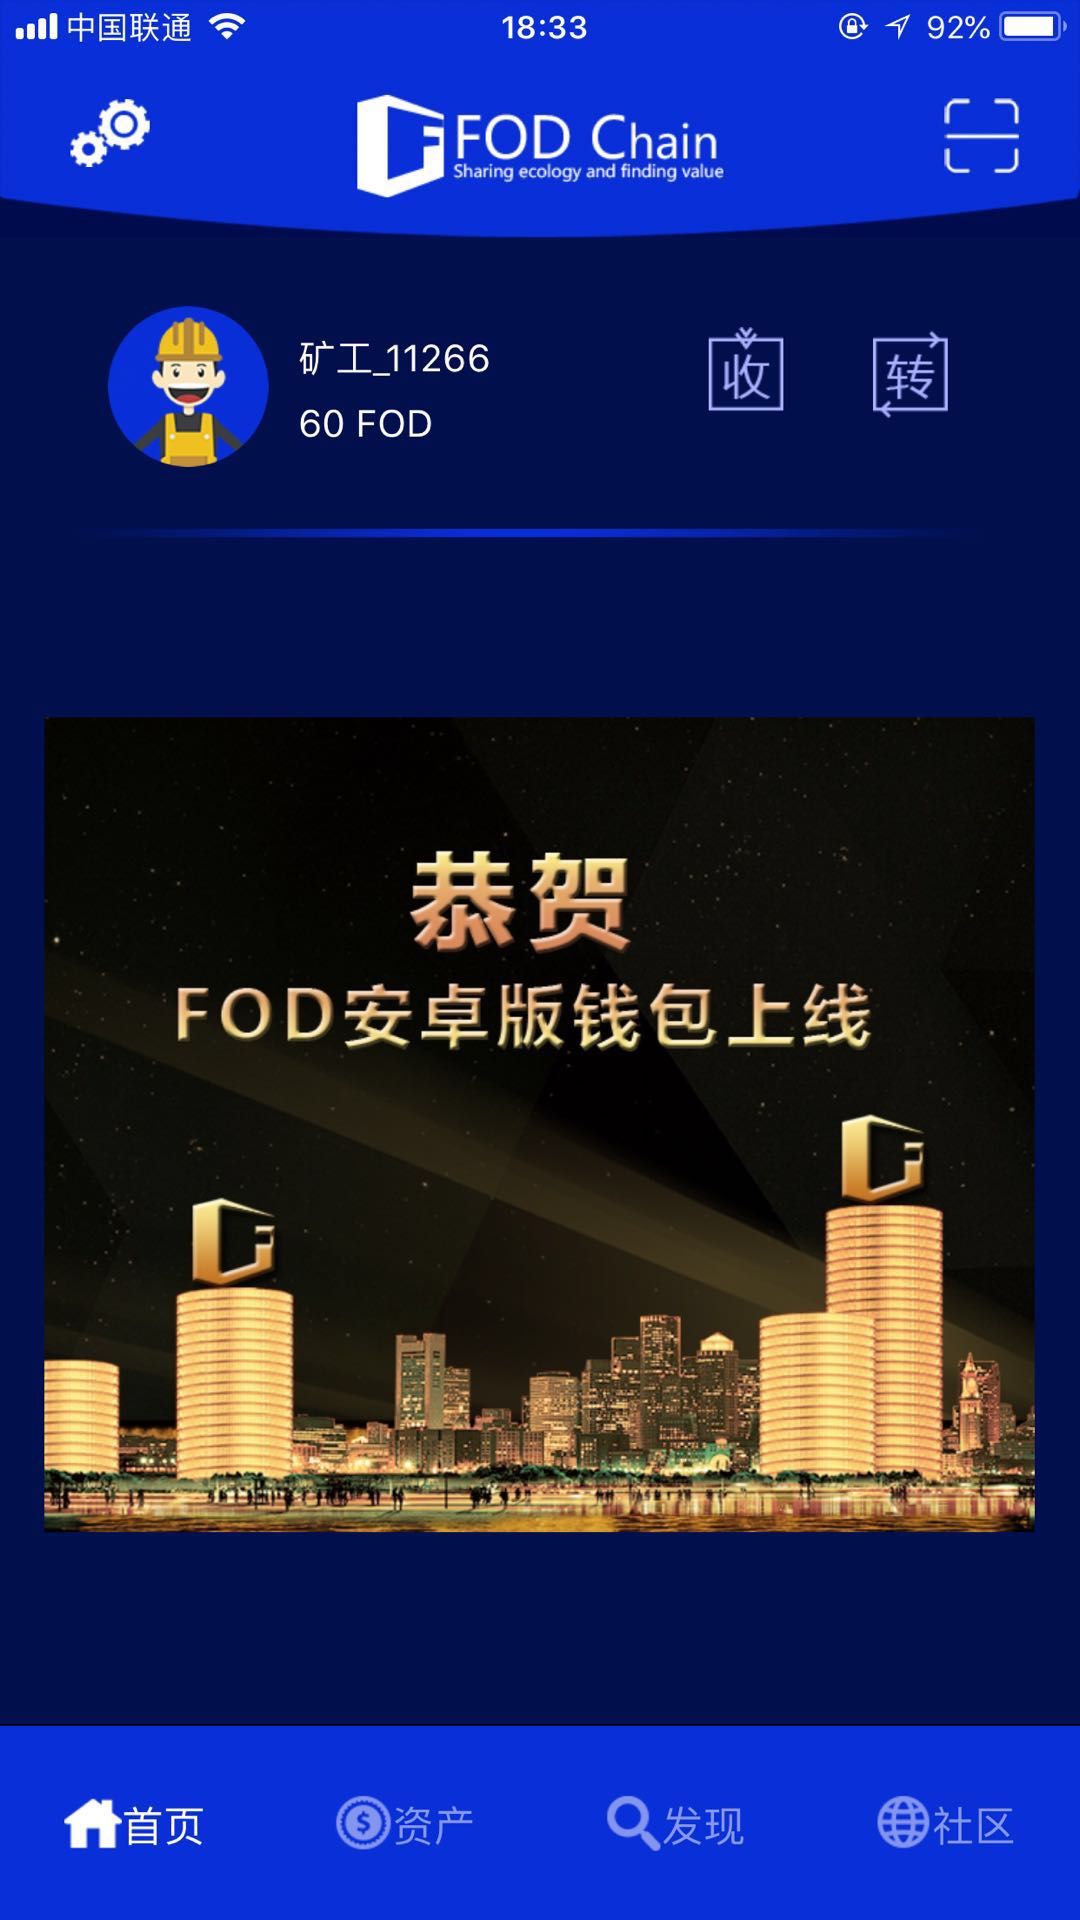 中国联通
18:33
92%
FOD Chain
Sharing ecology and finding value
矿工_11266
60 FOD
收
转
恭贺
FOD安卓版钱包上线
首页
资产
发现
社区